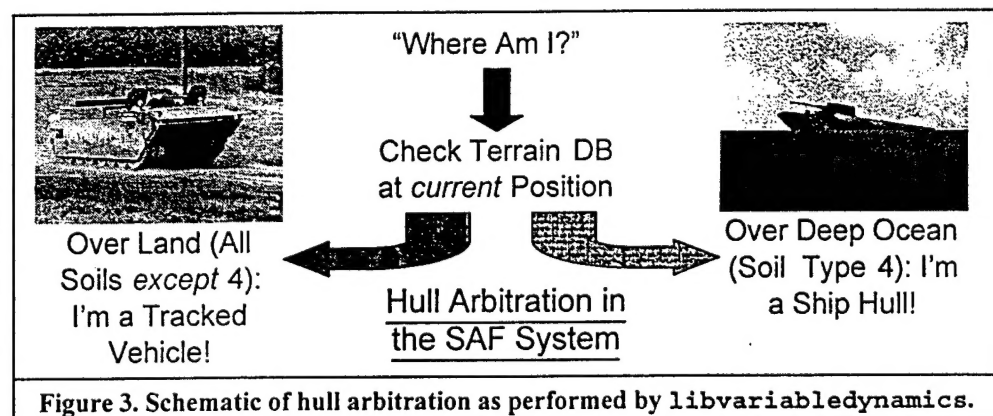 "Where Am I?"
Check Terrain DB
at current Position
Over Land (All
Soils except 4):
I'm a Tracked
Vehicle!
Hull Arbitration in
the SAF System
Over Deep Ocean
(Soil Type 4): I'm
a Ship Hull!
Figure 3. Schematic of hull arbitration as performed by libvariabledynamics.